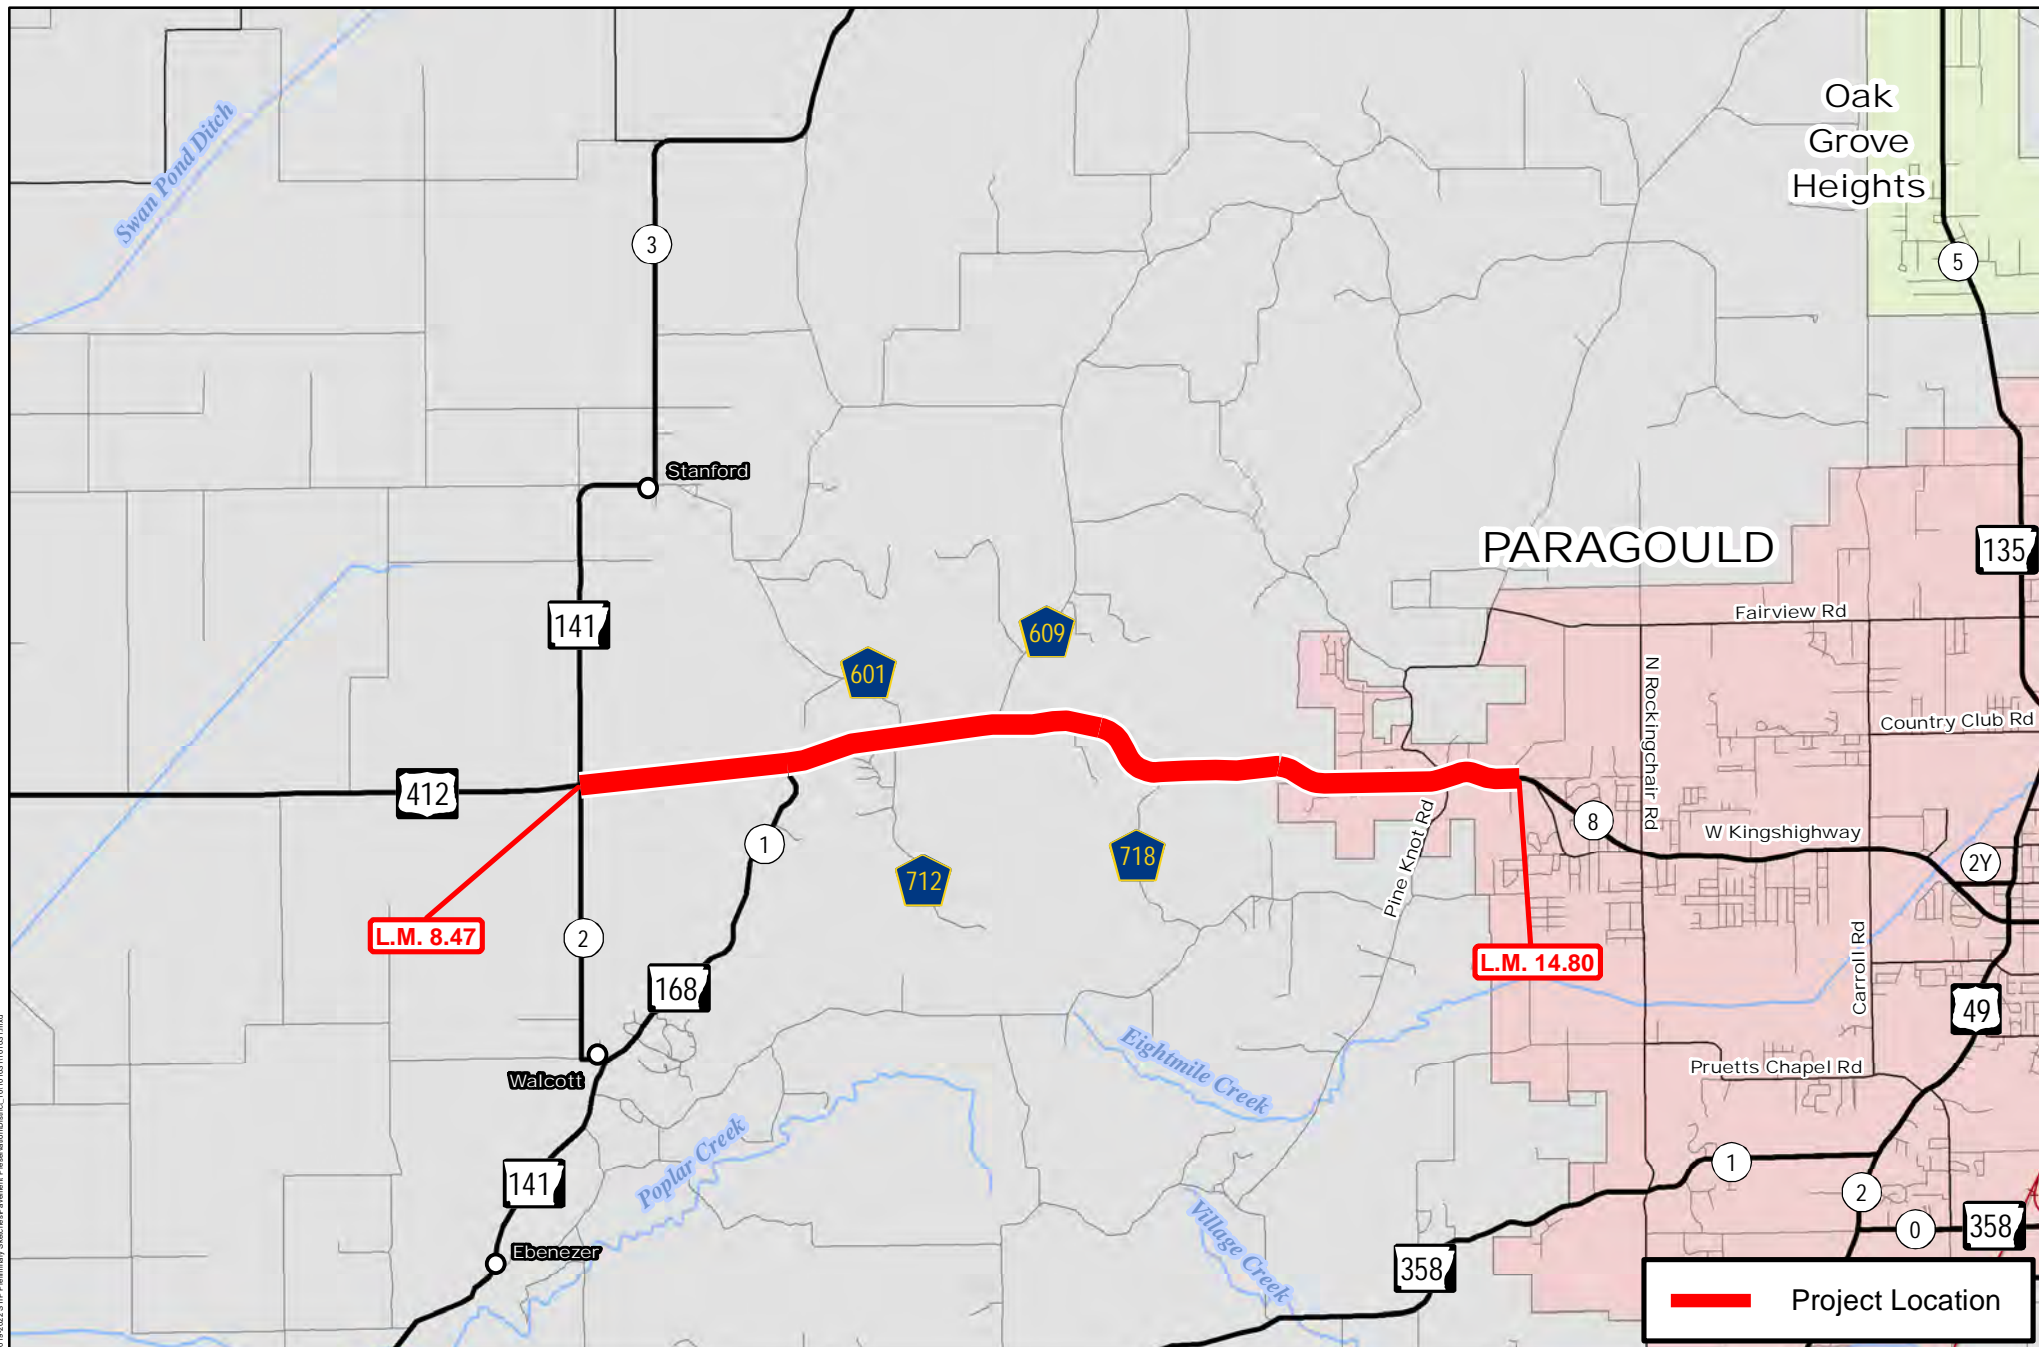 Oak
Grove
Heights
Swan Pond Ditch
3
5
Stanford
PARAGOULD
135
141
609
Fairview Rd
601
N Rockingchair Rd
Country Club Rd
412
8
W Kingshighway
1
718
2Y
712
Pine Knot Rd
L.M. 8.47
2
L.M. 14.80
Carroll Rd
168
49
Eightmile Creek
Walcott
Pruetts Chapel Rd
Poplar Creek
1
141
2
Village Creek
0
358
Ebenezer
358
Project Location